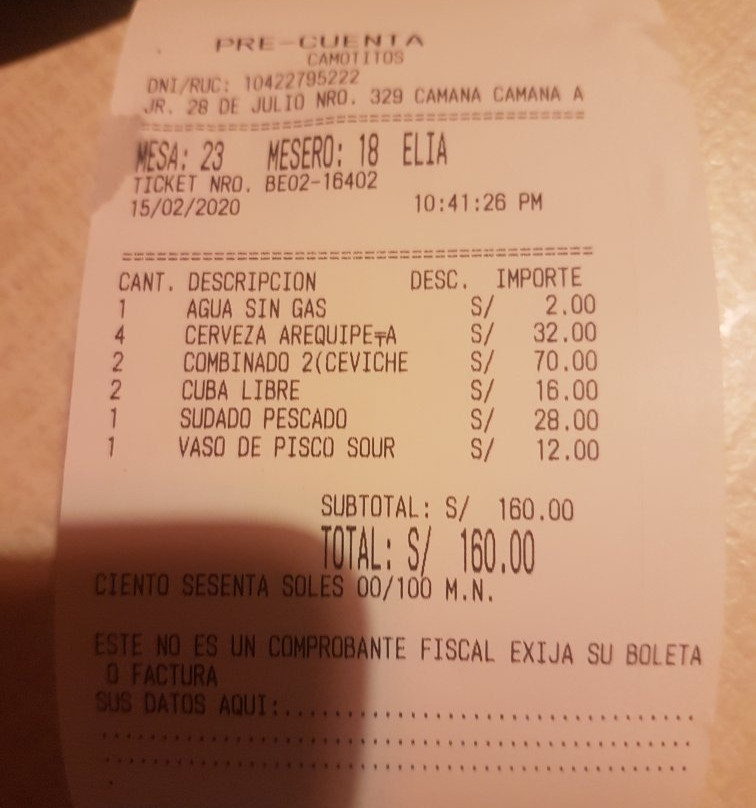 PRE-CUENTA
CAMOTITOS
DNI/RUC: 10422795222
JR. 28 DE JULIO NRO. 329 CAMANA CAMANA A
========================================
MESA: 23 MESERO: 18 ELIA
TICKET NRO. BE02-16402
15/02/2020 10:41:26 PM
========================================
CANT. DESCRIPCION DESC. IMPORTE
1 AGUA SIN GAS S/ 2.00
4 CERVEZA AREQUIPE╤A S/ 32.00
2 COMBINADO 2(CEVICHE S/ 70.00
2 CUBA LIBRE S/ 16.00
1 SUDADO PESCADO S/ 28.00
1 VASO DE PISCO SOUR S/ 12.00
SUBTOTAL: S/ 160.00
TOTAL: S/ 160.00
CIENTO SESENTA SOLES 00/100 M.N.
ESTE NO ES UN COMPROBANTE FISCAL EXIJA SU BOLETA
O FACTURA
SUS DATOS AQUI:...................................
..................................................
..................................................